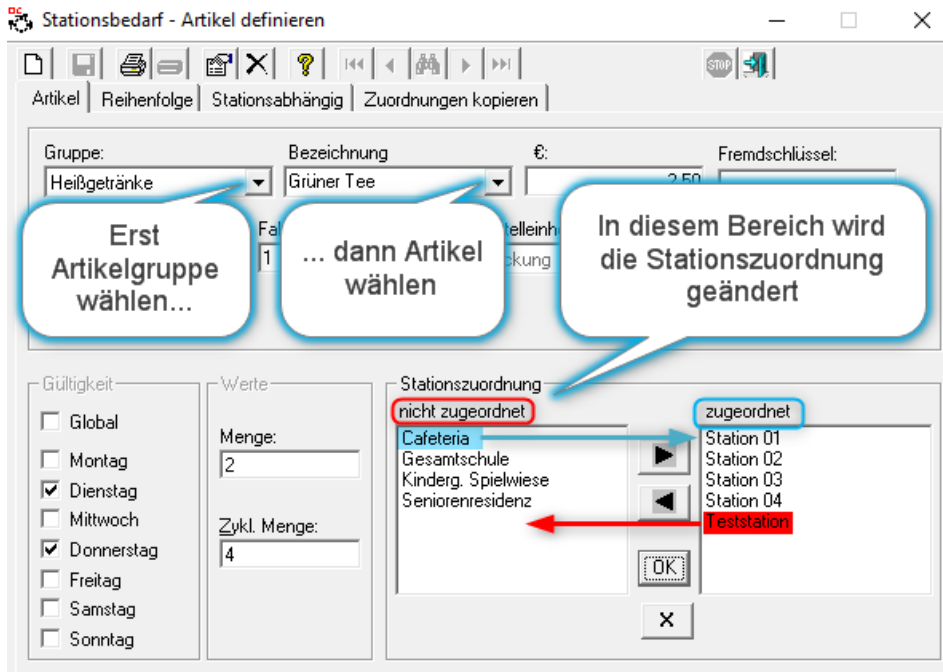 Stationsbedarf - Artikel definieren
STOP
Artikel Reihenfolge Stationsabhängig Zuordnungen kopieren
Gruppe: Bezeichnung €: Fremdschlüssel:
Heißgetränke Grüner Tee 2,50
Erst
Artikelgruppe
wählen...
... dann Artikel
wählen
In diesem Bereich wird
die Stationszuordnung
geändert
1
Gültigkeit
Global
Montag
Dienstag
Mittwoch
Donnerstag
Freitag
Samstag
Sonntag
Werte
Menge:
2
Zykl. Menge:
4
Stationszuordnung
nicht zugeordnet
Cafeteria
Gesamtschule
Kinderg. Spielwiese
Seniorenresidenz
OK
X
zugeordnet
Station 01
Station 02
Station 03
Station 04
Teststation